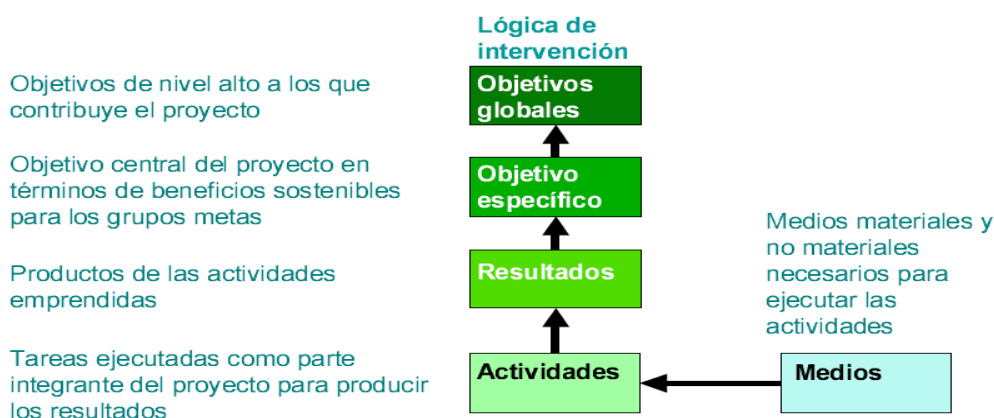 Lógica de
intervención
Objetivos de nivel alto a los que
contribuye el proyecto
Objetivos
globales
Objetivo central del proyecto en
términos de beneficios sostenibles
para los grupos metas
Objetivo
específico
Medios materiales y
no materiales
necesarios para
ejecutar las
actividades
Productos de las actividades
emprendidas
Resultados
Tareas ejecutadas como parte
integrante del proyecto para producir
los resultados
Actividades
Medios